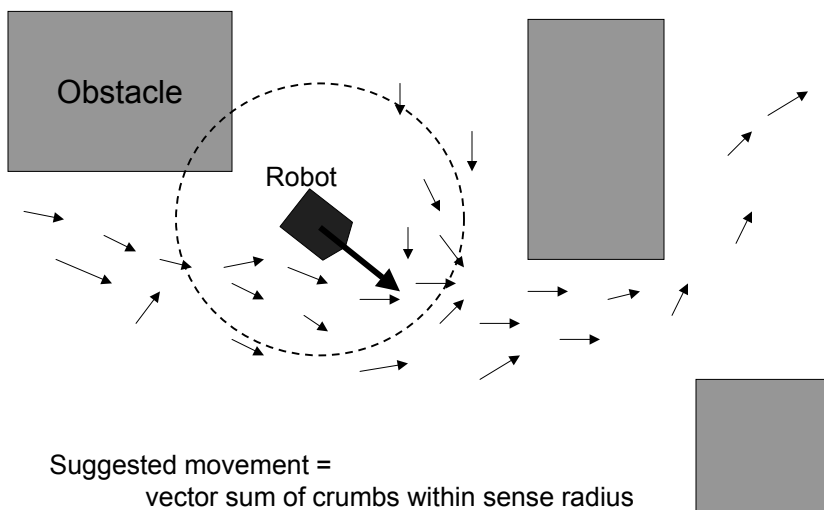 Obstacle
Robot
Suggested movement =
vector sum of crumbs within sense radius